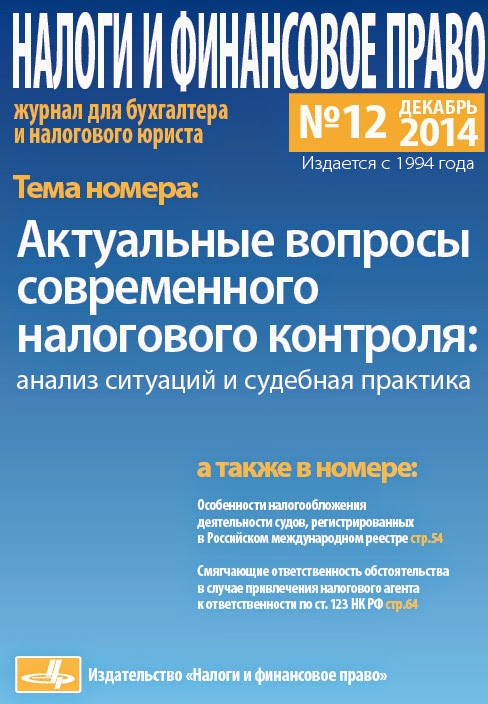 НАЛОГИ И ФИНАНСОВОЕ ПРАВО
журнал для бухгалтера
и налогового юриста
№12 ДЕКАБРЬ 2014
Издается с 1994 года
Тема номера:
Актуальные вопросы
современного
налогового контроля:
анализ ситуаций и судебная практика
а также в номере:
Особенности налогообложения
деятельности судов, регистрированных
в Российском международном реестре стр.54
Смягчающие ответственность обстоятельства
в случае привлечения налогового агента
к ответственности по ст. 123 НК РФ стр.64
Издательство «Налоги и финансовое право»